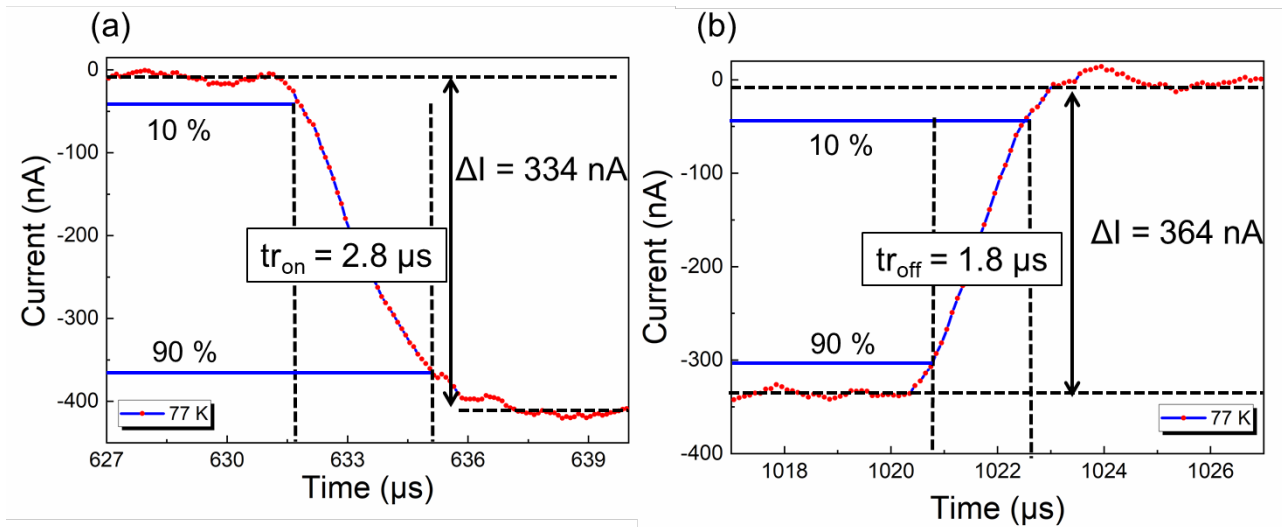 (a)
0
-100
-200
-300
-400
10 %
90 %
ΔI = 334 nA
tr_on = 2.8 µs
77 K
627
630
633
636
639
Current (nA)
Time (µs)
(b)
0
-100
-200
-300
-400
10 %
90 %
ΔI = 364 nA
tr_off = 1.8 µs
77 K
1018
1020
1022
1024
1026
Current (nA)
Time (µs)